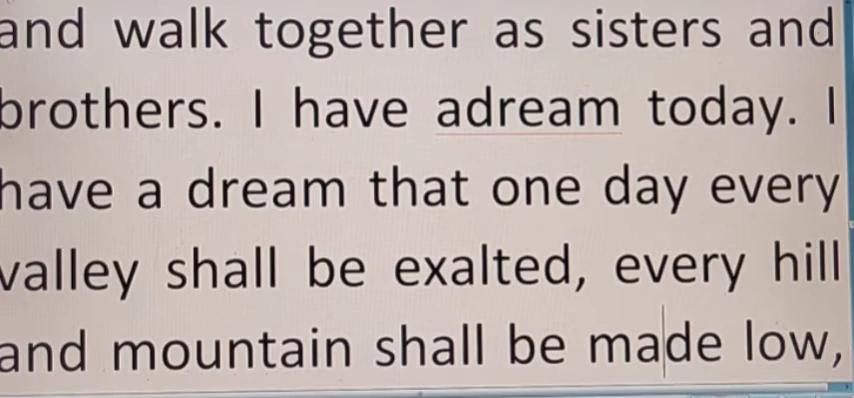 and walk together as sisters and
brothers. I have adream today. I
have a dream that one day every
valley shall be exalted, every hill
and mountain shall be made low,